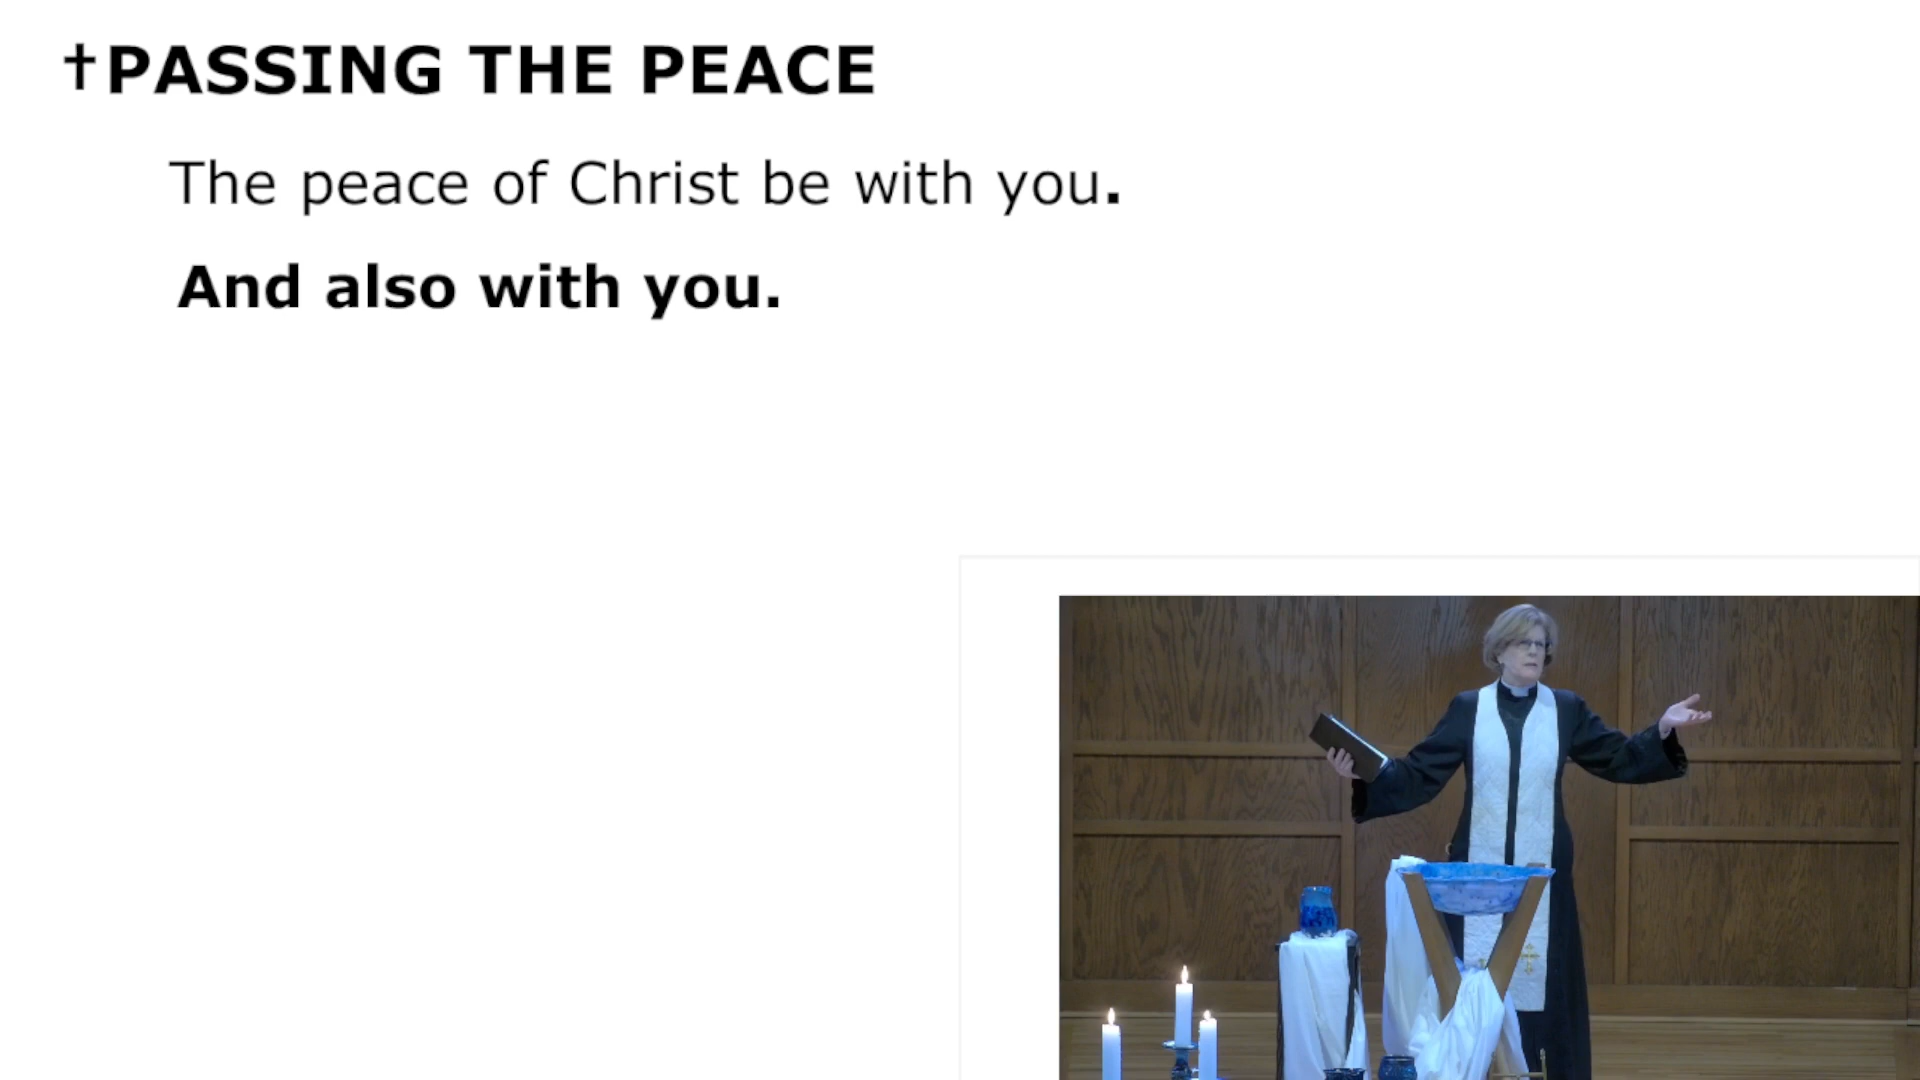 †PASSING THE PEACE
The peace of Christ be with you.
And also with you.